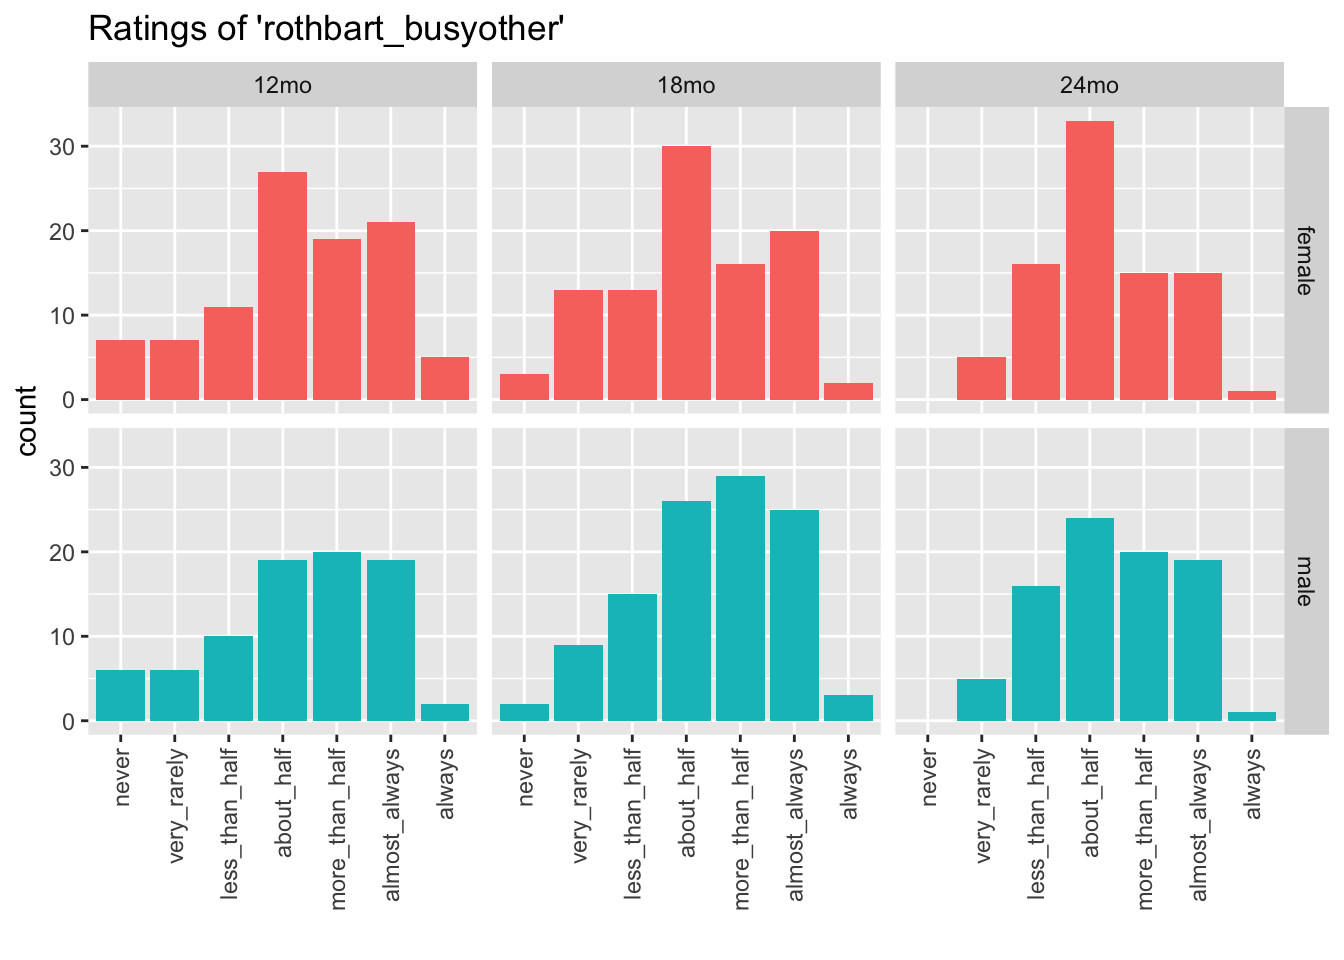 Ratings of 'rothbart_busyother'
12mo 18mo 24mo
30
20
10
0
female
count
30
20
10
0
male
never very_rarely less_than_half about_half more_than_half almost_always always
never very_rarely less_than_half about_half more_than_half almost_always always
never very_rarely less_than_half about_half more_than_half almost_always always